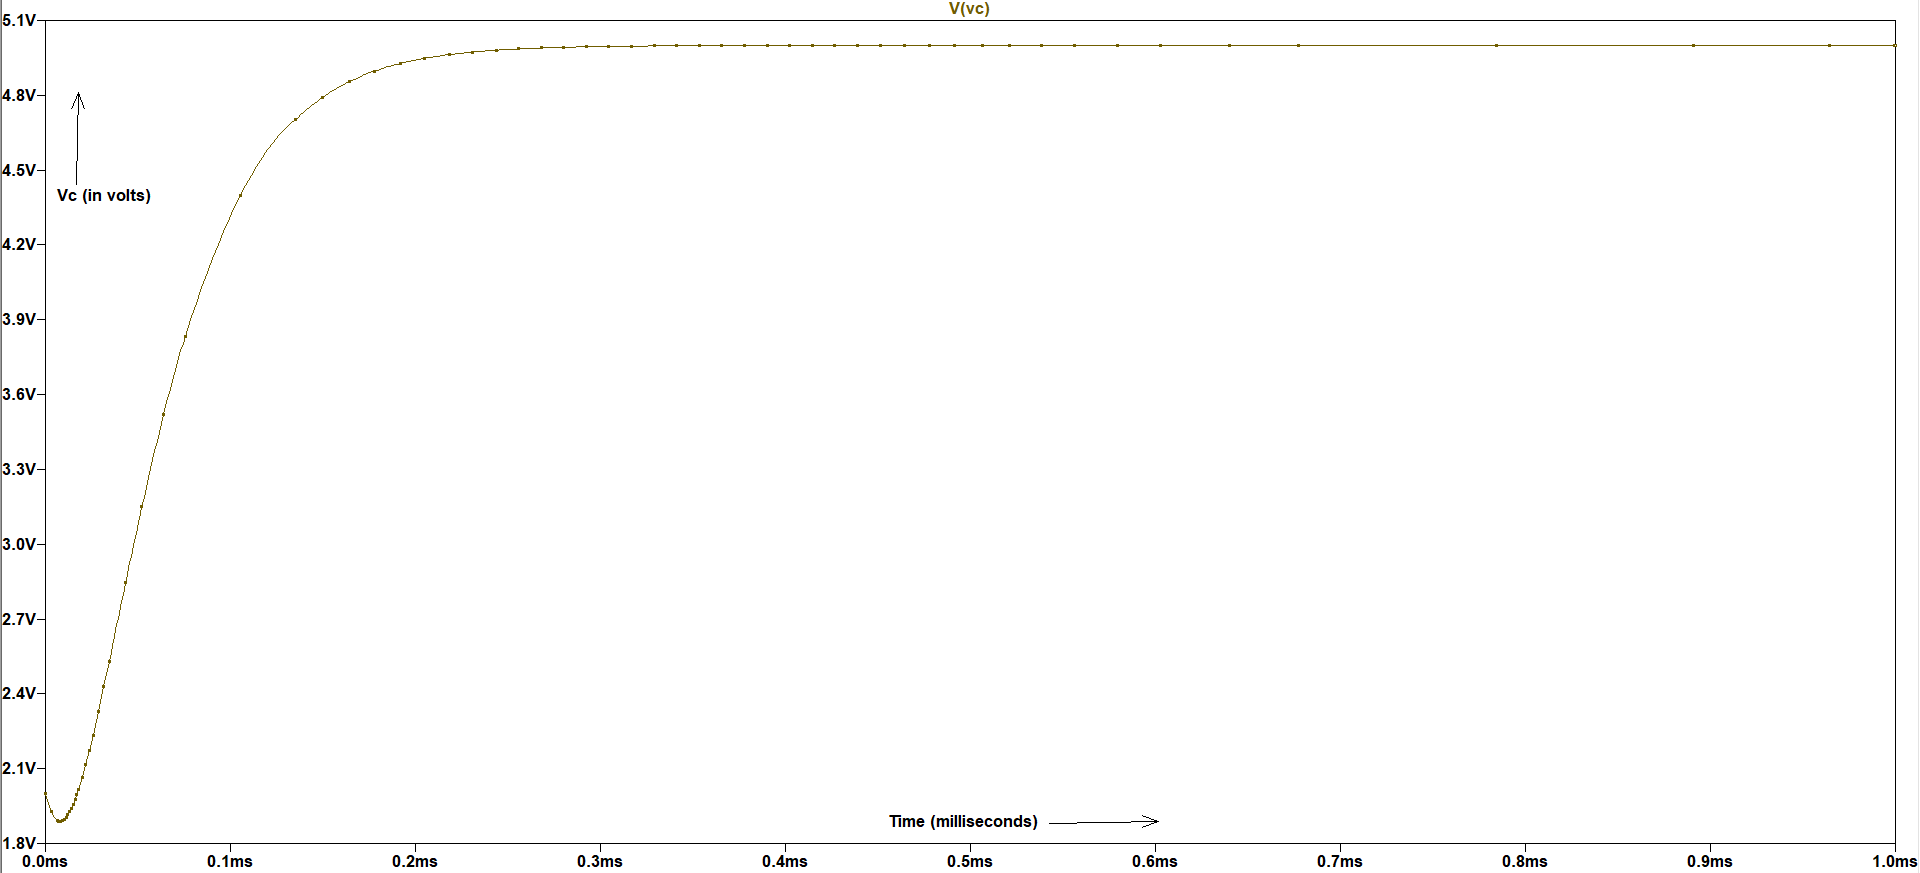 V(vc)
5.1V
4.8V
Vc (in volts)
4.5V
4.2V
3.9V
3.6V
3.3V
3.0V
2.7V
2.4V
2.1V
1.8V
Time (milliseconds)
0.0ms 0.1ms 0.2ms 0.3ms 0.4ms 0.5ms 0.6ms 0.7ms 0.8ms 0.9ms 1.0ms